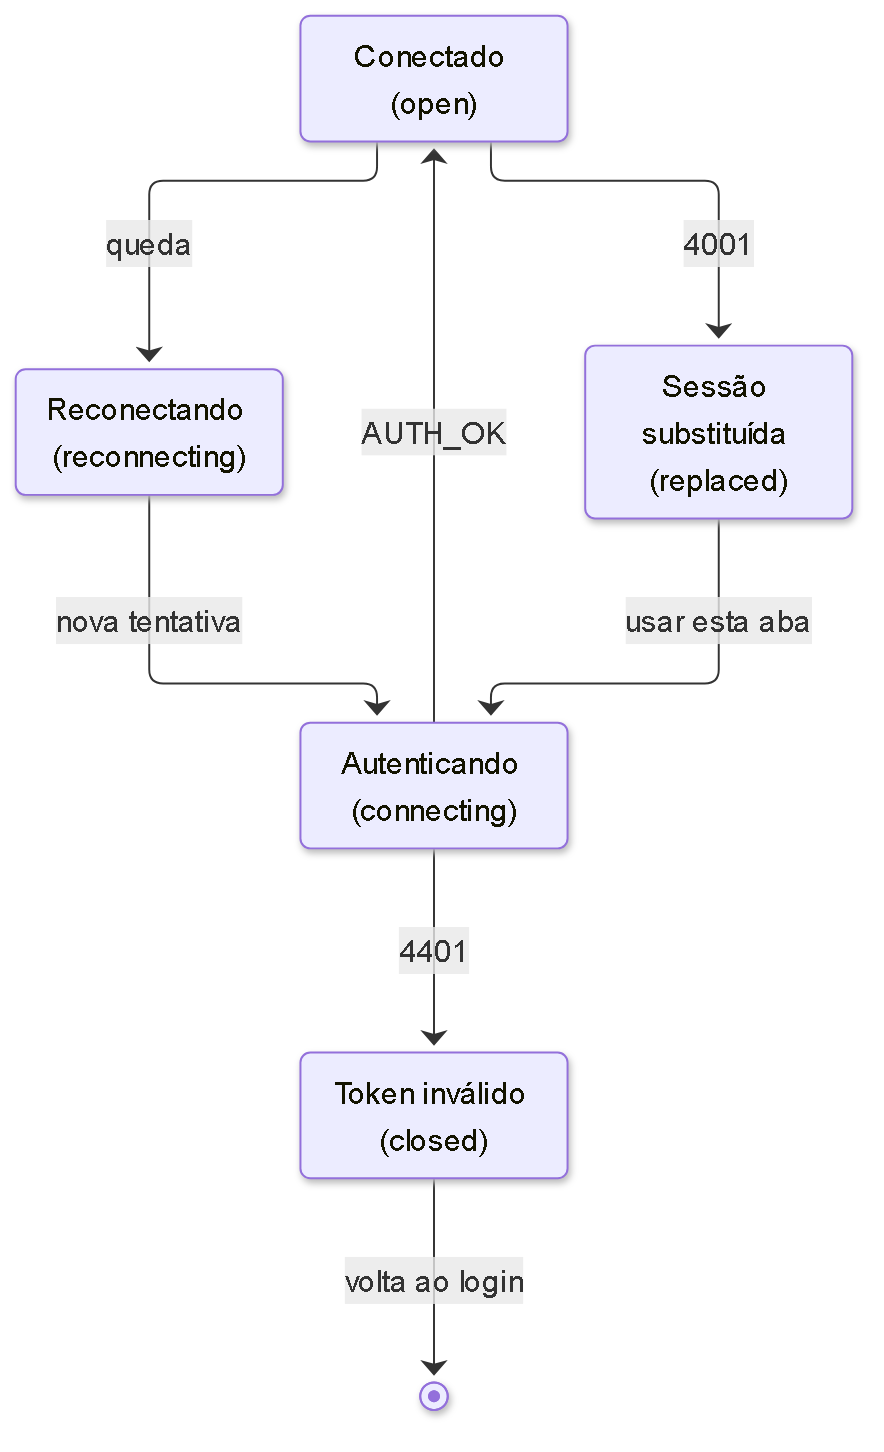 Conectado
(open)
queda
4001
Reconectando
(reconnecting)
AUTH_OK
Sessão
substituída
(replaced)
nova tentativa
usar esta aba
Autenticando
(connecting)
4401
Token inválido
(closed)
volta ao login